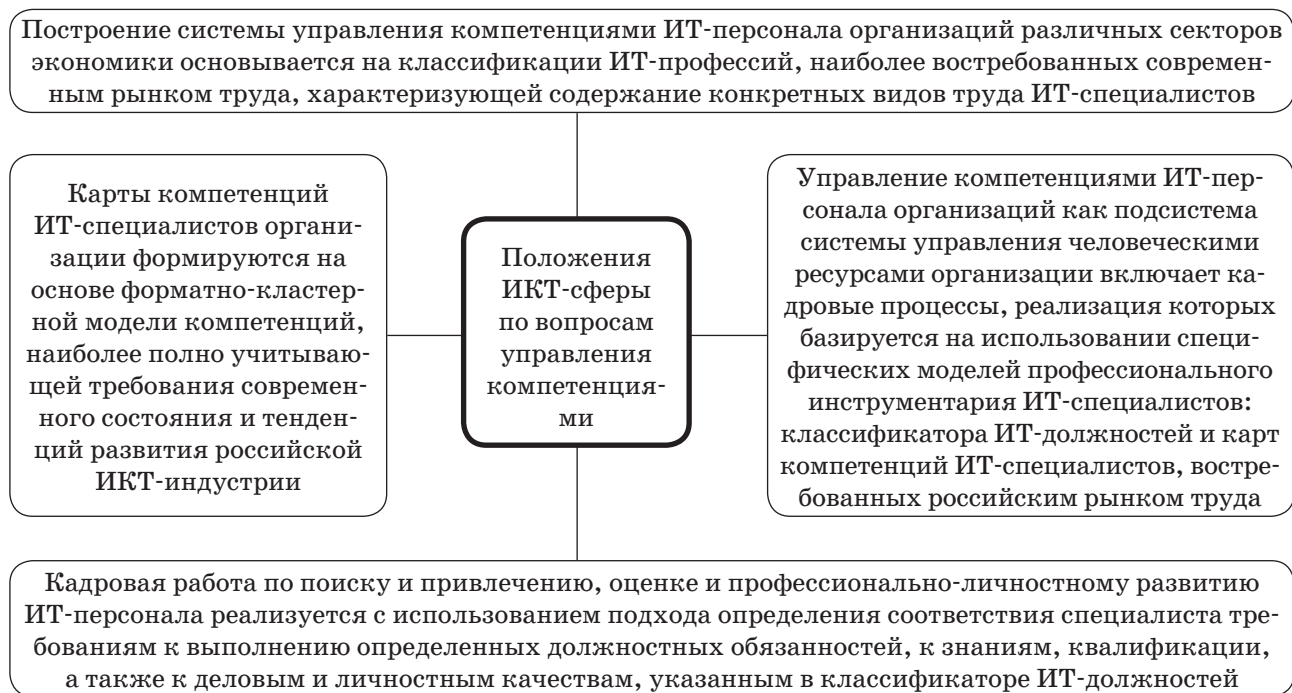 Построение системы управления компетенциями ИТ-персонала организаций различных секторов
экономики основывается на классификации ИТ-профессий, наиболее востребованных современ-
ным рынком труда, характеризующей содержание конкретных видов труда ИТ-специалистов
Карты компетенций
ИТ-специалистов органи-
зации формируются на
основе форматно-кластер-
ной модели компетенций,
наиболее полно учитываю-
щей требования современ-
ного состояния и тенден-
ций развития российской
ИКТ-индустрии
Положения
ИКТ-сферы
по вопросам
управления
компетенция-
ми
Управление компетенциями ИТ-пер-
сонала организаций как подсистема
системы управления человеческими
ресурсами организации включает ка-
дровые процессы, реализация которых
базируется на использовании специ-
фических моделей профессионального
инструментария ИТ-специалистов:
классификатора ИТ-должностей и карт
компетенций ИТ-специалистов, востре-
бованных российским рынком труда
Кадровая работа по поиску и привлечению, оценке и профессионально-личностному развитию
ИТ-персонала реализуется с использованием подхода определения соответствия специалиста тре-
бованиям к выполнению определенных должностных обязанностей, к знаниям, квалификации,
а также к деловым и личностным качествам, указанным в классификаторе ИТ-должностей